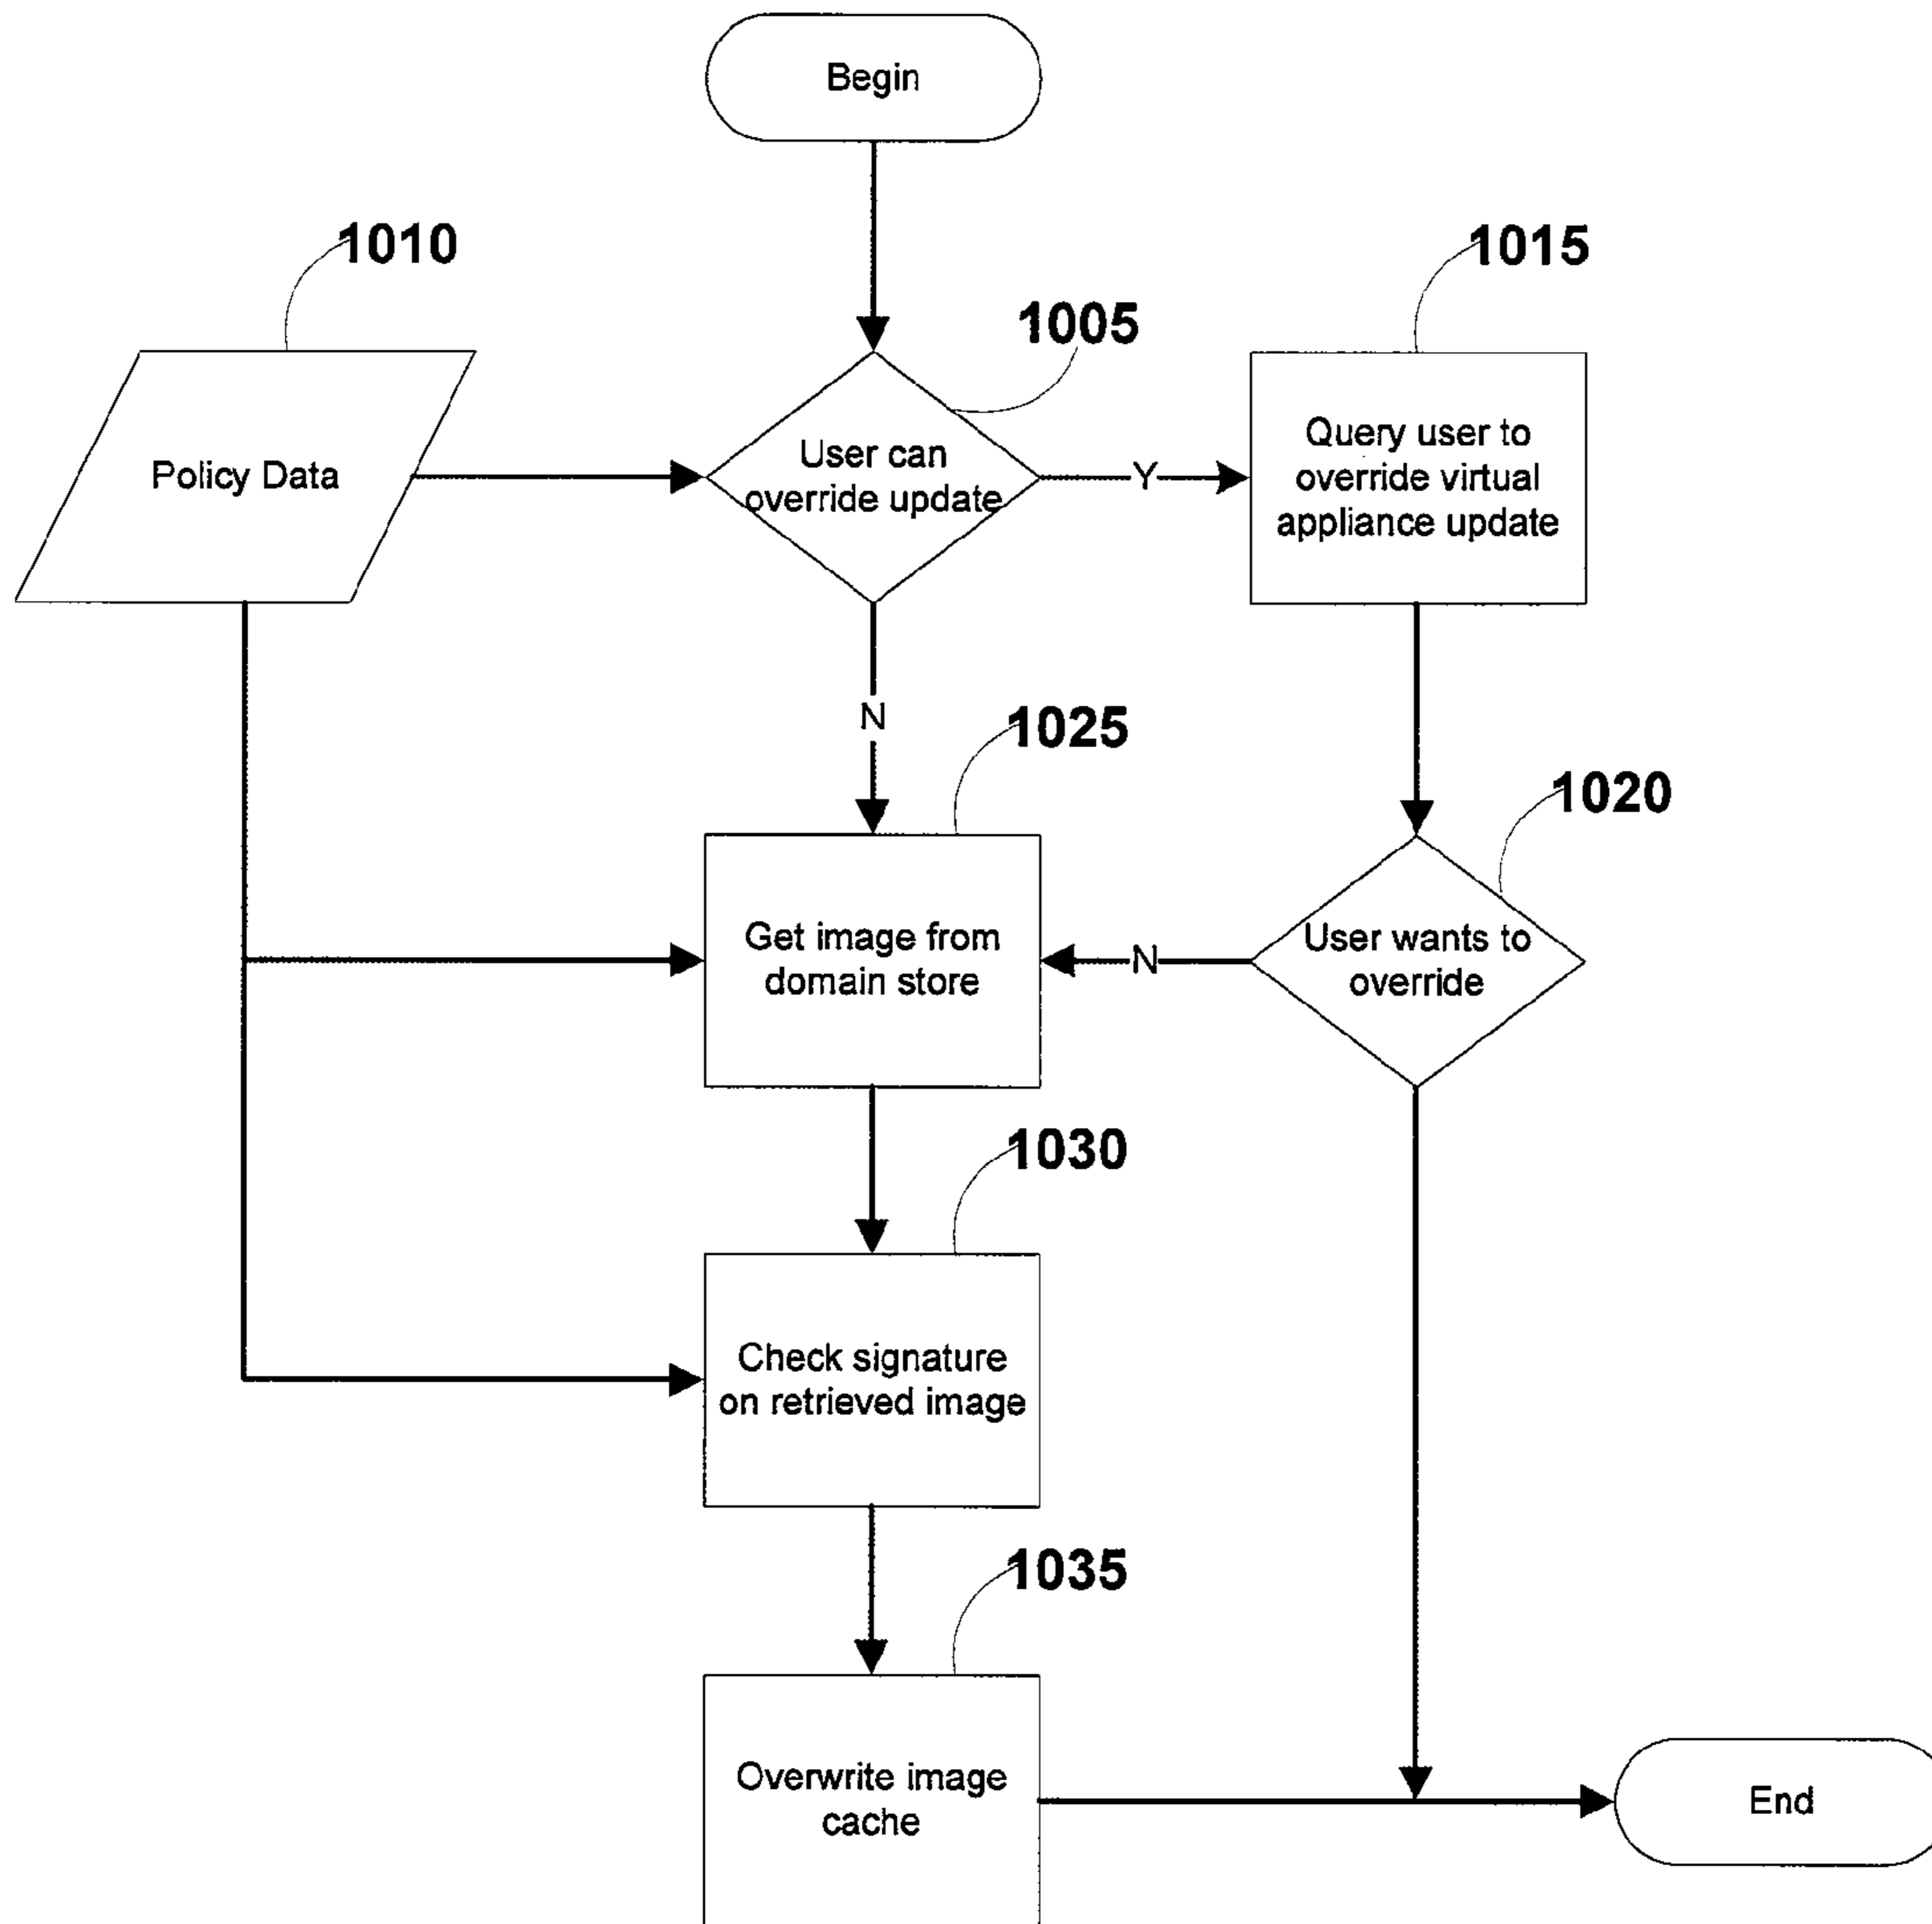 Begin
1010
1015
1005
Policy Data
User can
override update
Y
Query user to
override virtual
appliance update
N
1025
1020
Get image from
domain store
N
User wants to
override
1030
Check signature
on retrieved image
1035
Overwrite image
cache
End